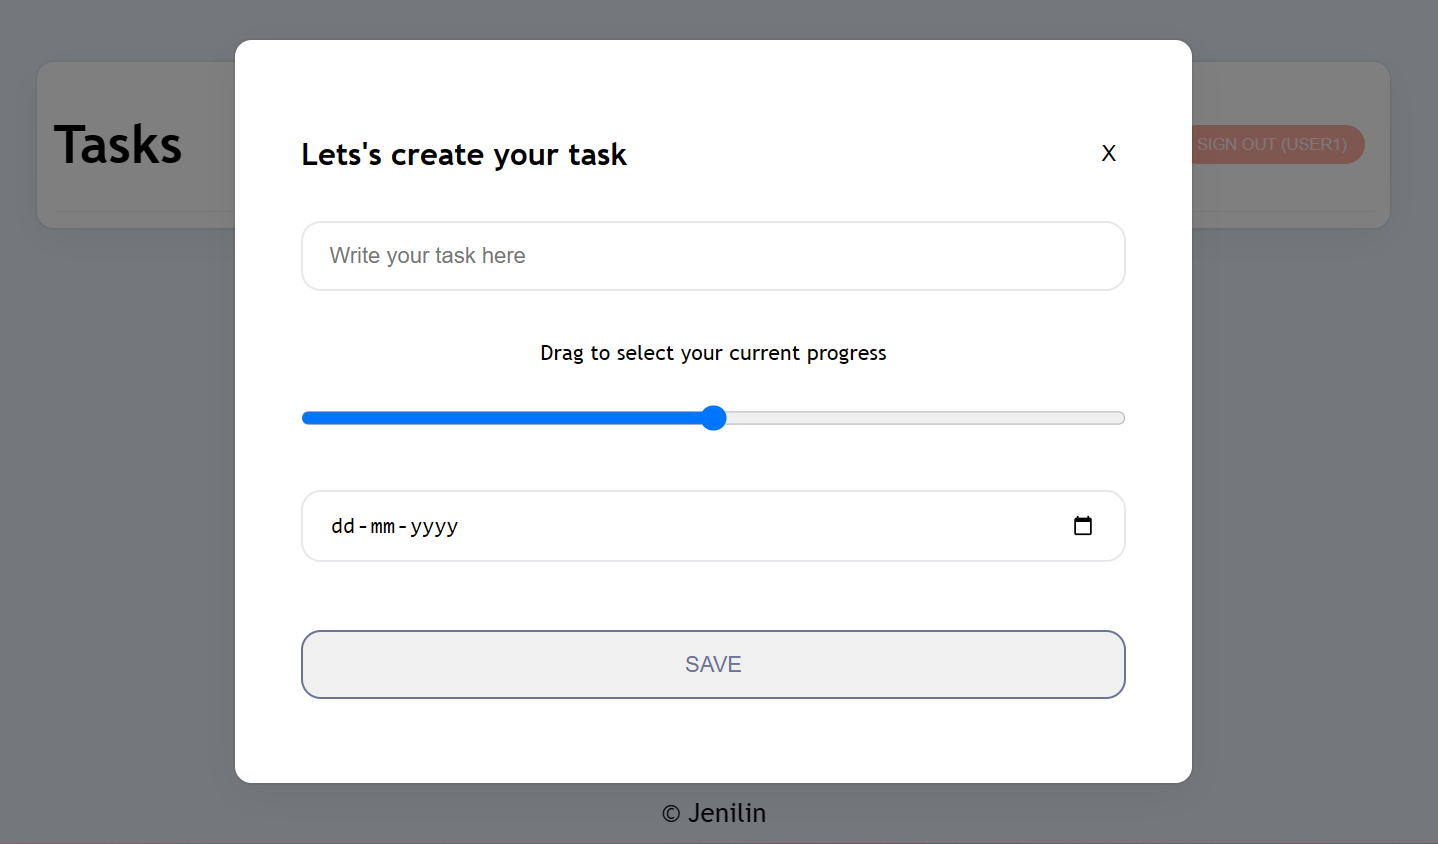 Tasks
SIGN OUT (USER1)
Lets's create your task
X
Write your task here
Drag to select your current progress
dd-mm-yyyy
SAVE
© Jenilin